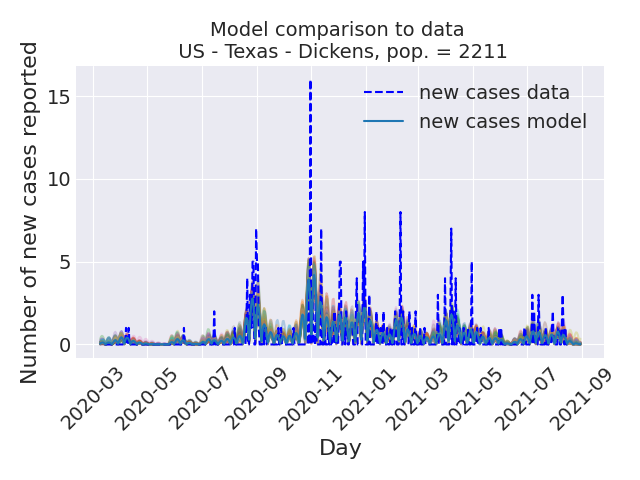 Model comparison to data
US - Texas - Dickens, pop. = 2211
Number of new cases reported
15
10
5
0
new cases data
new cases model
2020-03
2020-05
2020-07
2020-09
2020-11
2021-01
2021-03
2021-05
2021-07
2021-09
Day